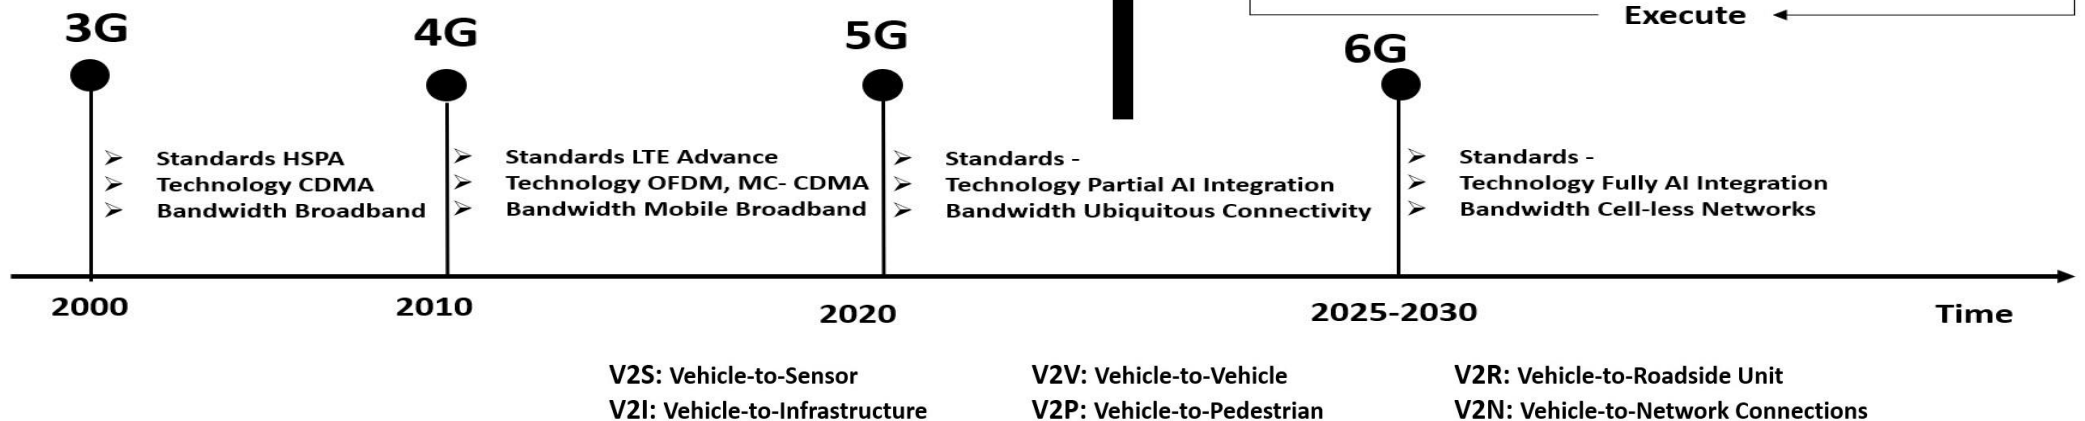 Execute
3G
4G
5G
6G
Standards HSPA
Technology CDMA
Bandwidth Broadband
Standards LTE Advance
Technology OFDM, MC- CDMA
Bandwidth Mobile Broadband
Standards -
Technology Partial AI Integration
Bandwidth Ubiquitous Connectivity
Standards -
Technology Fully AI Integration
Bandwidth Cell-less Networks
2000
2010
2020
2025-2030
Time
V2S: Vehicle-to-Sensor
V2V: Vehicle-to-Vehicle
V2R: Vehicle-to-Roadside Unit
V2I: Vehicle-to-Infrastructure
V2P: Vehicle-to-Pedestrian
V2N: Vehicle-to-Network Connections